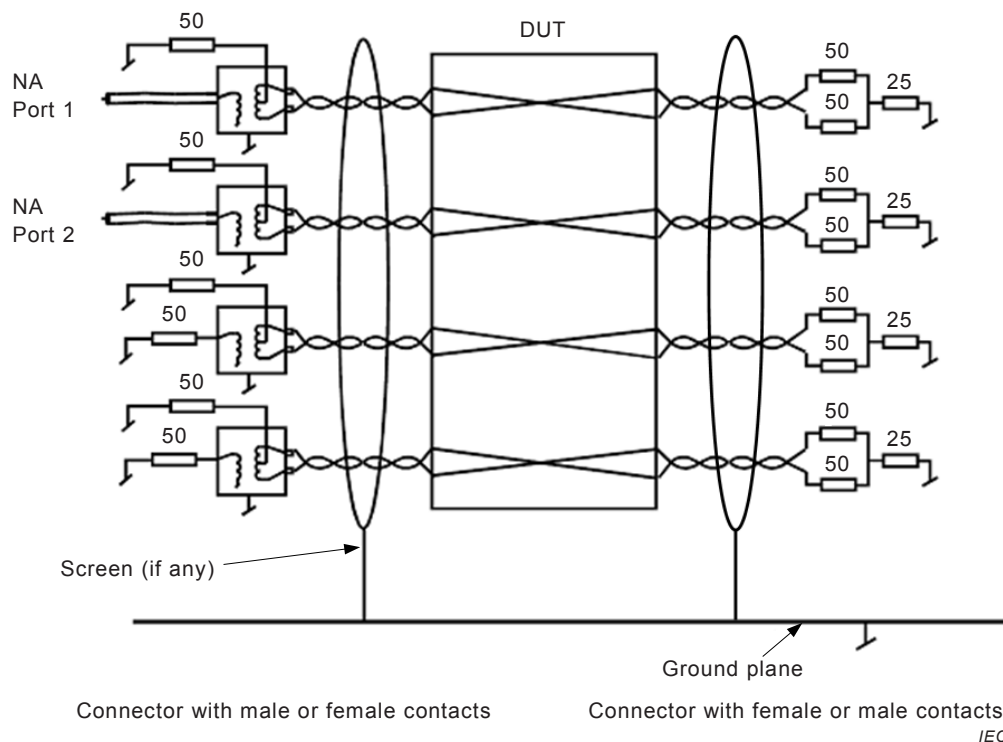 50
DUT
50
NA
Port 1
25
50
50
50
NA
Port 2
25
50
50
50
50
25
50
50
50
50
25
50
Screen (if any)
Ground plane
Connector with male or female contacts
Connector with female or male contacts
IEC